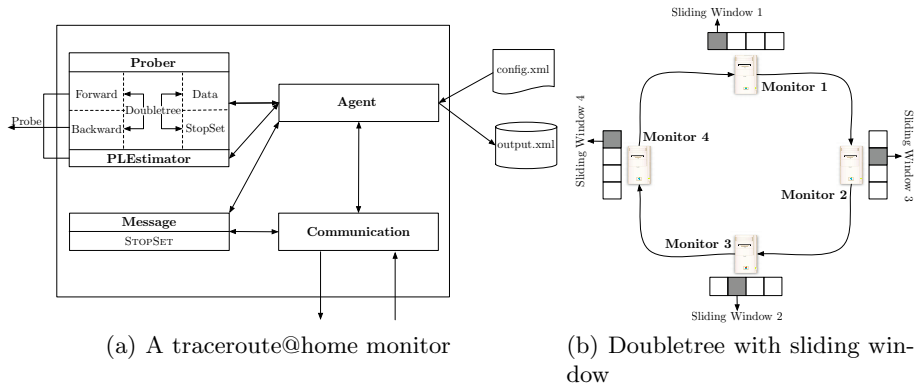 Prober
Forward
Data
Doubletree
Backward
StopSet
PLEstimator
Probe
Agent
config.xml
output.xml
Message
STOPSET
Communication
(a) A traceroute@home monitor
Sliding Window 1
Monitor 1
Sliding Window 4
Monitor 4
Monitor 2
Sliding Window 3
Monitor 3
Sliding Window 2
(b) Doubletree with sliding win-
dow